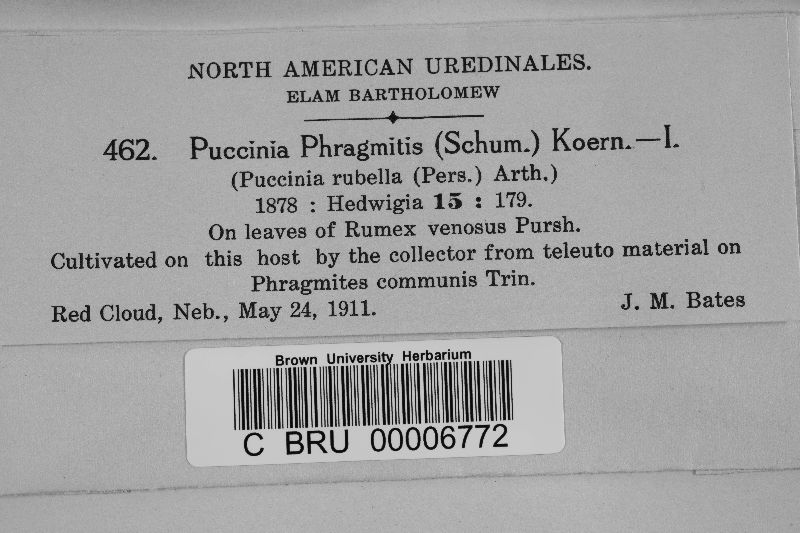 NORTH AMERICAN UREDINALES.
ELAM BARTHOLOMEW
462. Puccinia Phragmitis (Schum.) Koern.—I.
(Puccinia rubella (Pers.) Arth.)
1878 : Hedwigia 15 : 179.
On leaves of Rumex venosus Pursh.
Cultivated on this host by the collector from teleuto material on
Phragmites communis Trin.
Red Cloud, Neb., May 24, 1911. J. M. Bates
Brown University Herbarium
C BRU 00006772